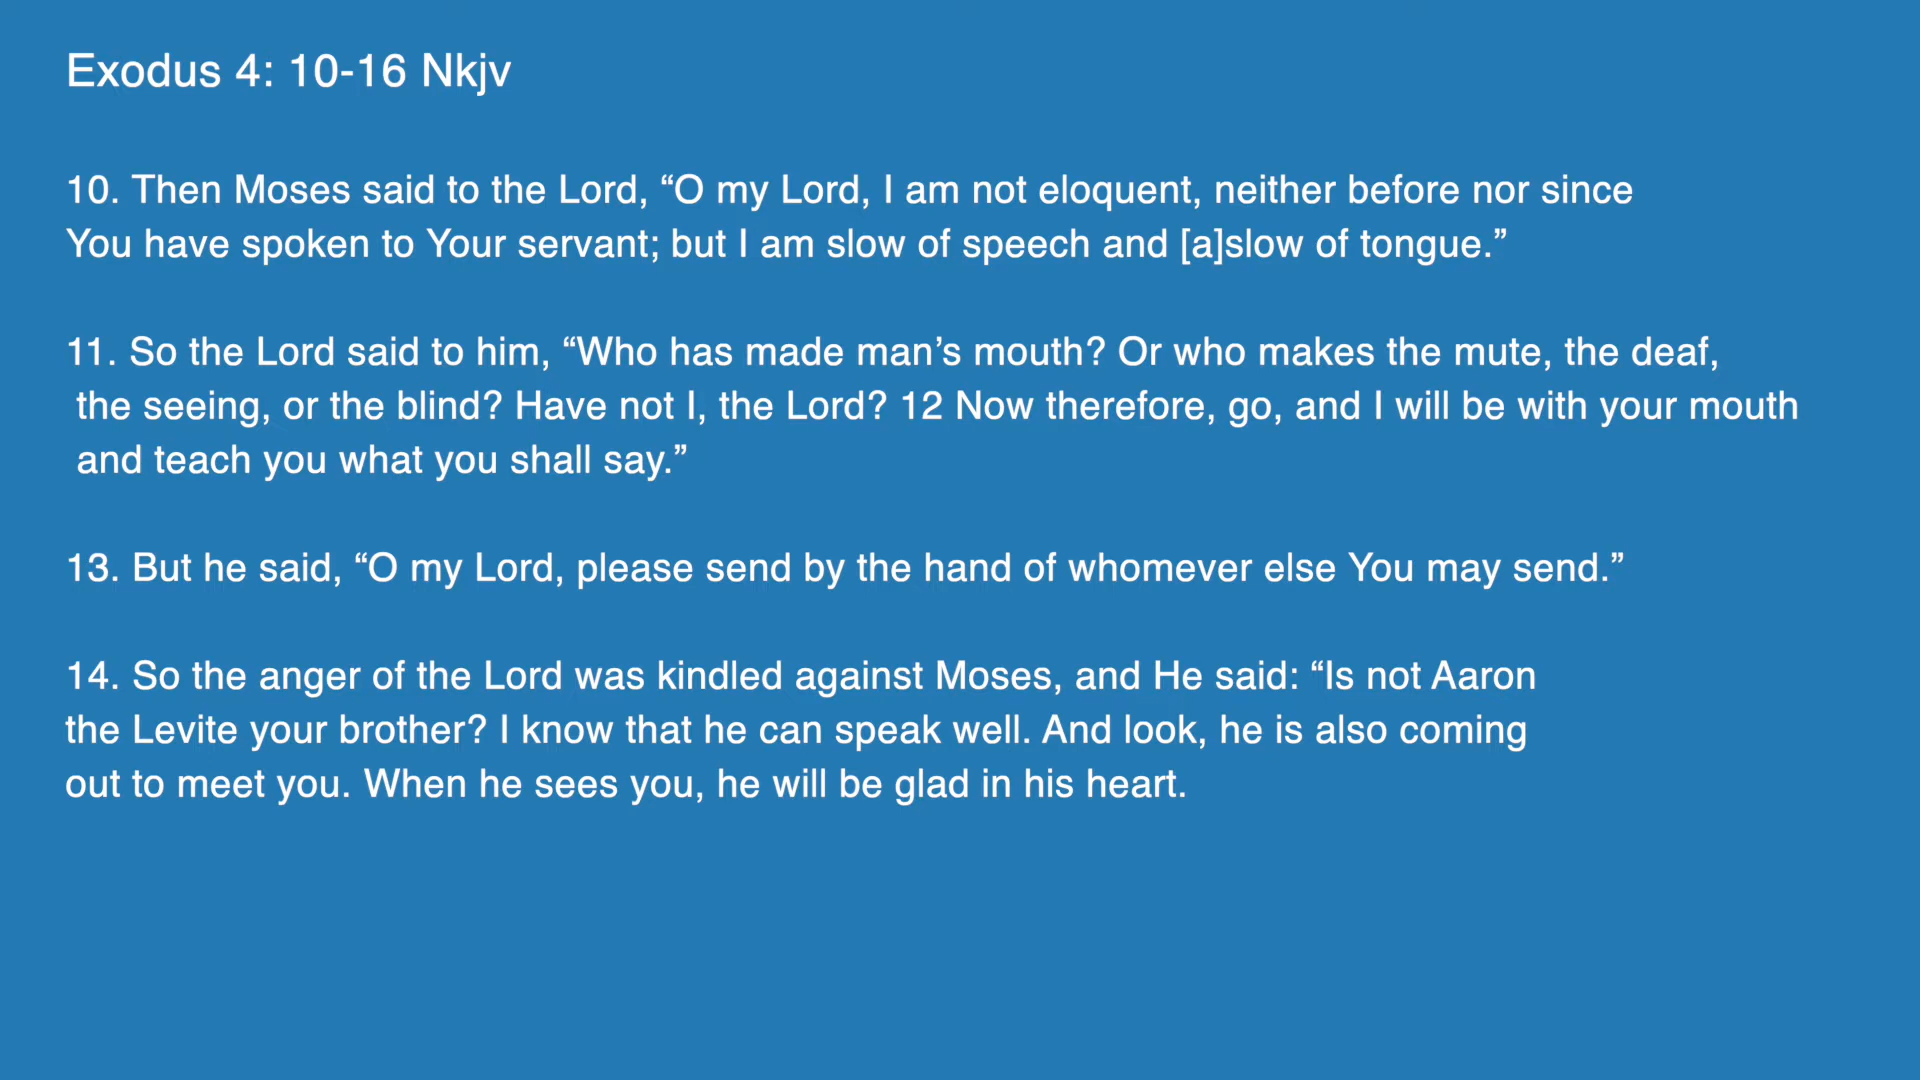 Exodus 4: 10-16 Nkjv
10. Then Moses said to the Lord, “O my Lord, I am not eloquent, neither before nor since
You have spoken to Your servant; but I am slow of speech and [a]slow of tongue.”
11. So the Lord said to him, “Who has made man’s mouth? Or who makes the mute, the deaf,
the seeing, or the blind? Have not I, the Lord? 12 Now therefore, go, and I will be with your mouth
and teach you what you shall say.”
13. But he said, “O my Lord, please send by the hand of whomever else You may send.”
14. So the anger of the Lord was kindled against Moses, and He said: “Is not Aaron
the Levite your brother? I know that he can speak well. And look, he is also coming
out to meet you. When he sees you, he will be glad in his heart.